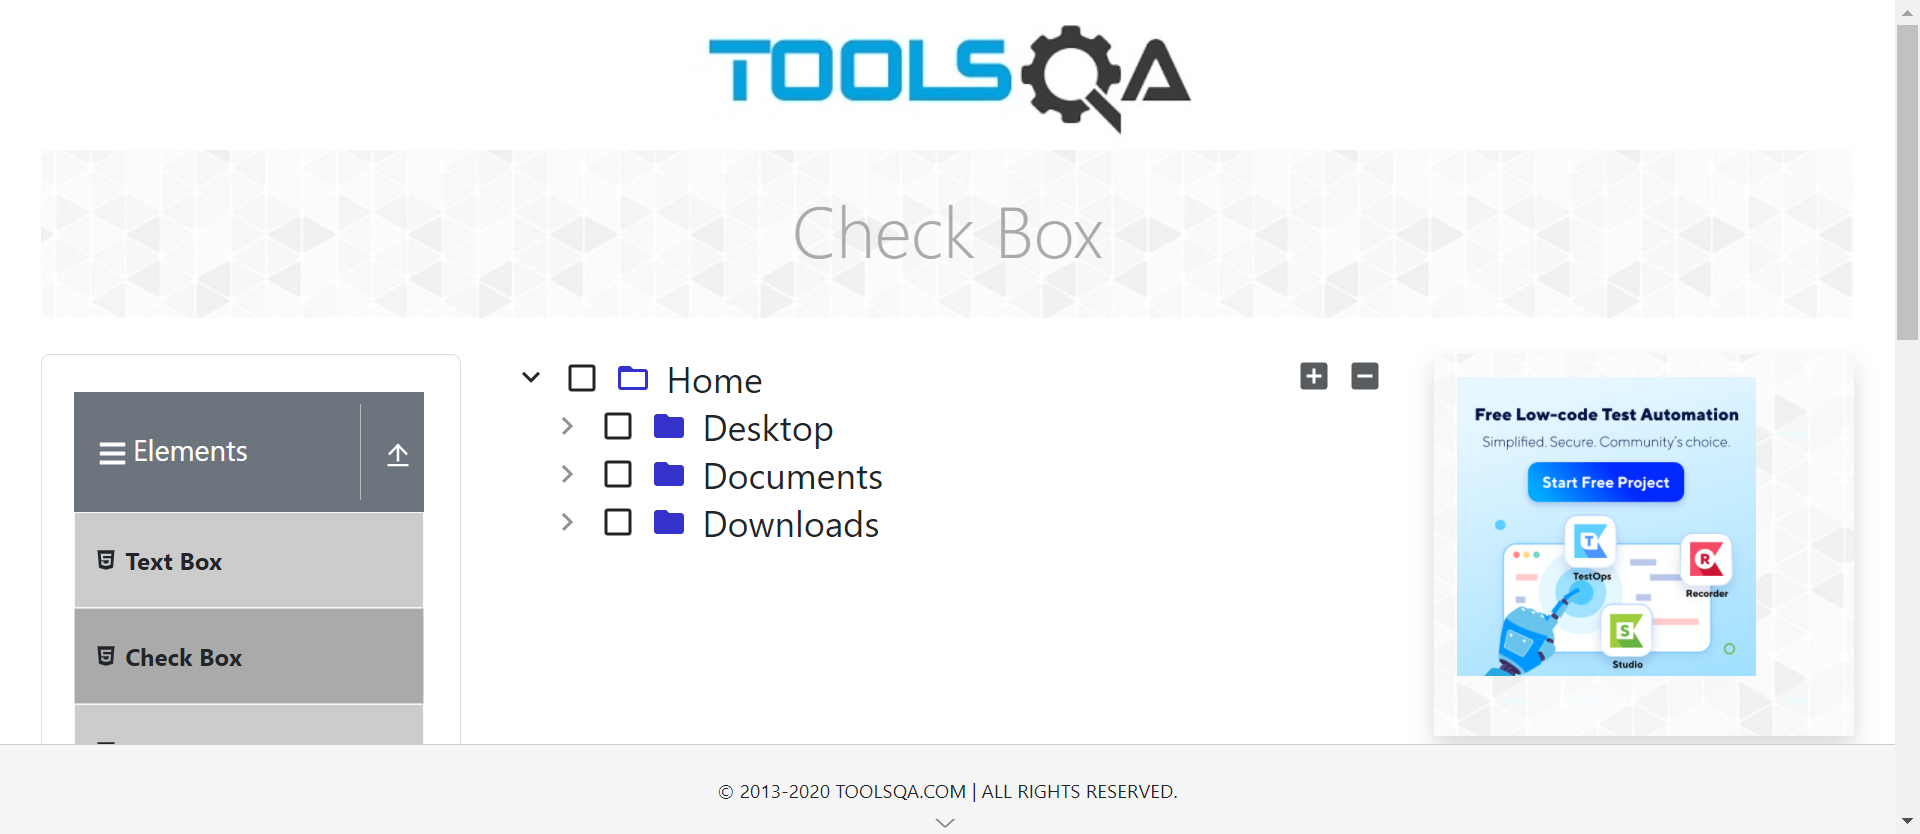 TOOLSQA
Check Box
Elements
Text Box
Check Box
Home
Desktop
Documents
Downloads
Free Low-code Test Automation
Simplified. Secure. Community's choice.
Start Free Project
TestOps
Recorder
Studio
© 2013-2020 TOOLSQA.COM | ALL RIGHTS RESERVED.